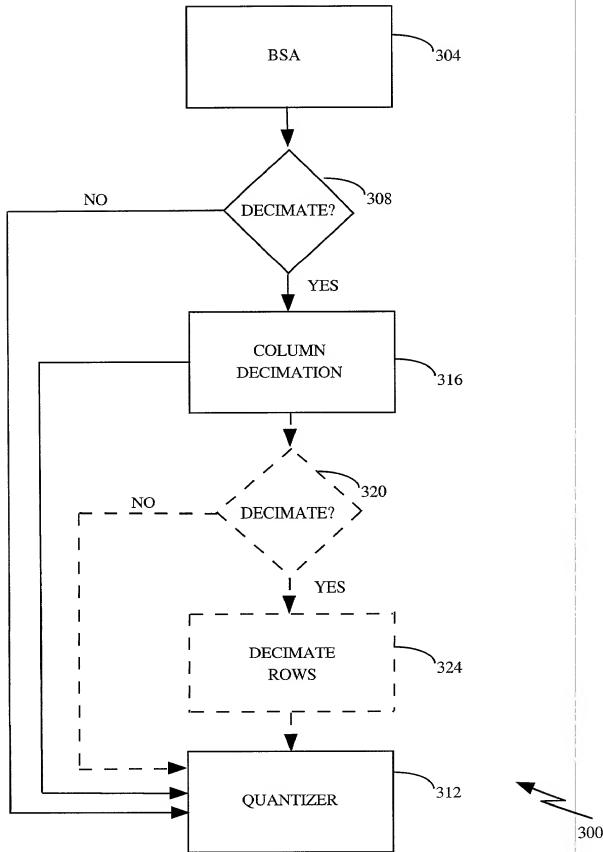 BSA
304
DECIMATE?
308
NO
YES
COLUMN
DECIMATION
316
DECIMATE?
320
NO
YES
DECIMATE
ROWS
324
QUANTIZER
312
300